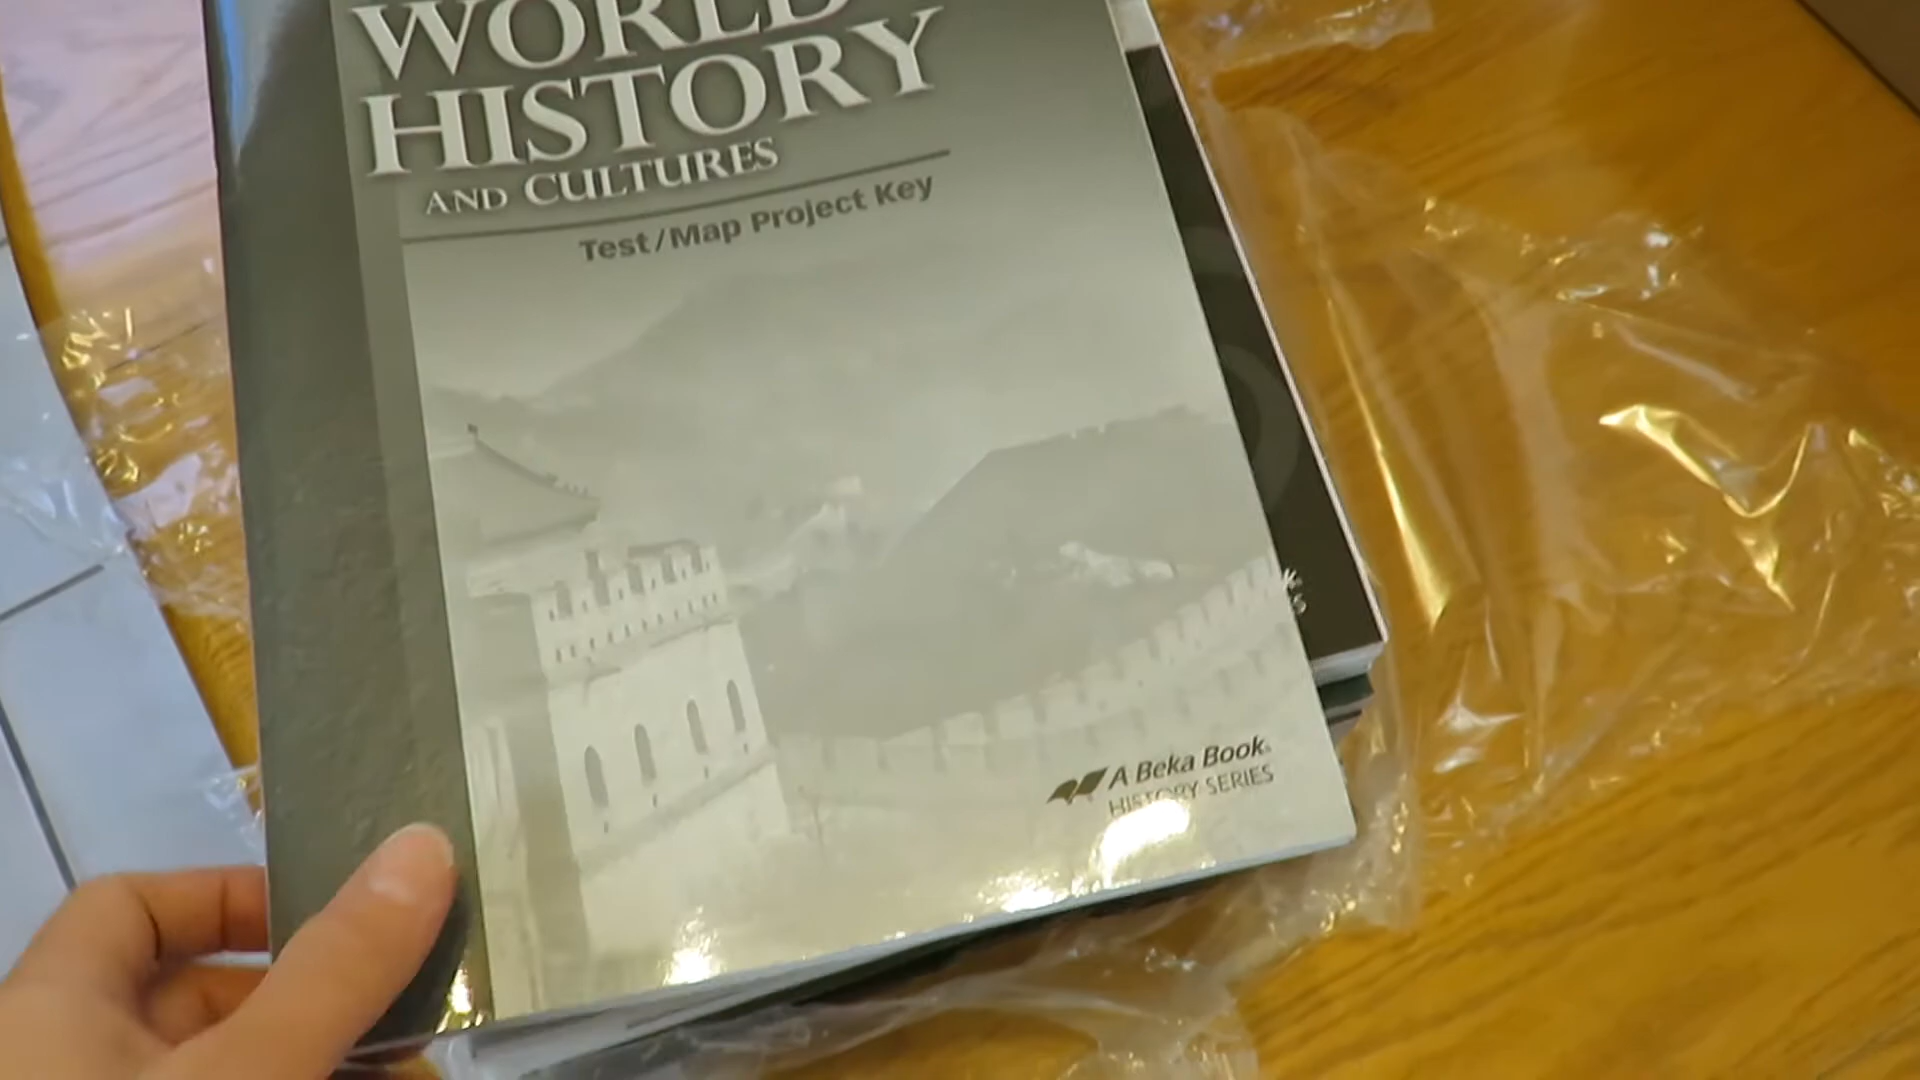 WORLD
HISTORY
AND CULTURES
Test/Map Project Key
A Beka Book
HISTORY SERIES